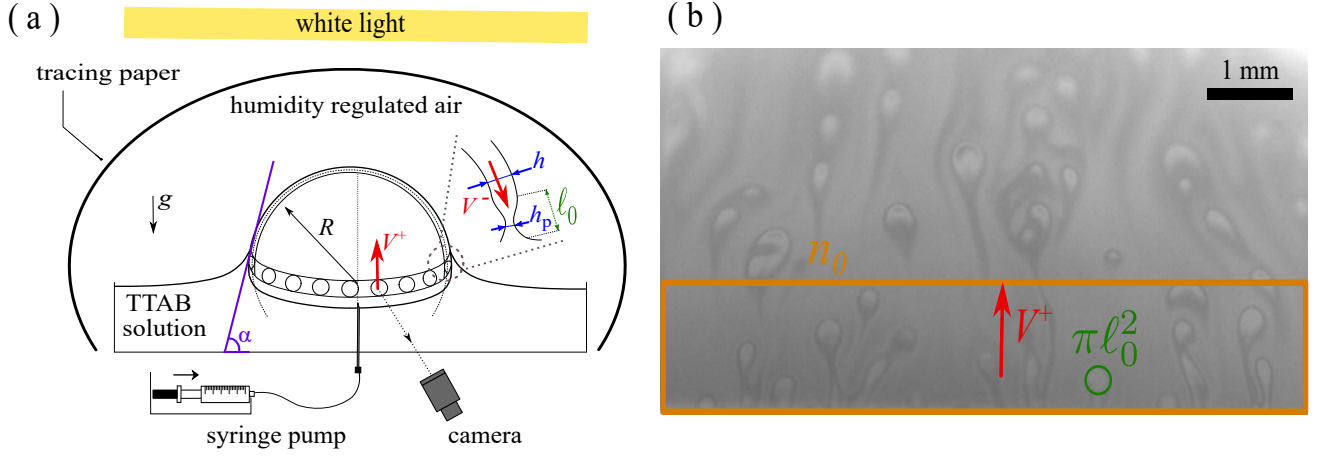 ( a )
white light
tracing paper
humidity regulated air
g
R
V⁺
V⁻
h
hₚ
ℓ₀
TTAB
solution
α
syringe pump
camera
( b )
1 mm
n₀
V⁺
πℓ₀²